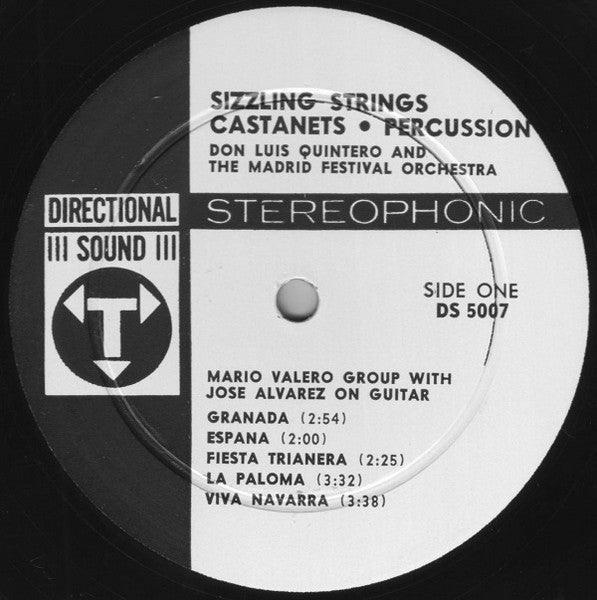 SIZZLING STRINGS
CASTANETS • PERCUSSION
DON LUIS QUINTERO AND
THE MADRID FESTIVAL ORCHESTRA
DIRECTIONAL
STEREOPHONIC
SOUND
T
SIDE ONE
DS 5007
MARIO VALERO GROUP WITH
JOSE ALVAREZ ON GUITAR
GRANADA (2:54)
ESPANA (2:00)
FIESTA TRIANERA (2:25)
LA PALOMA (3:32)
VIVA NAVARRA (3:38)